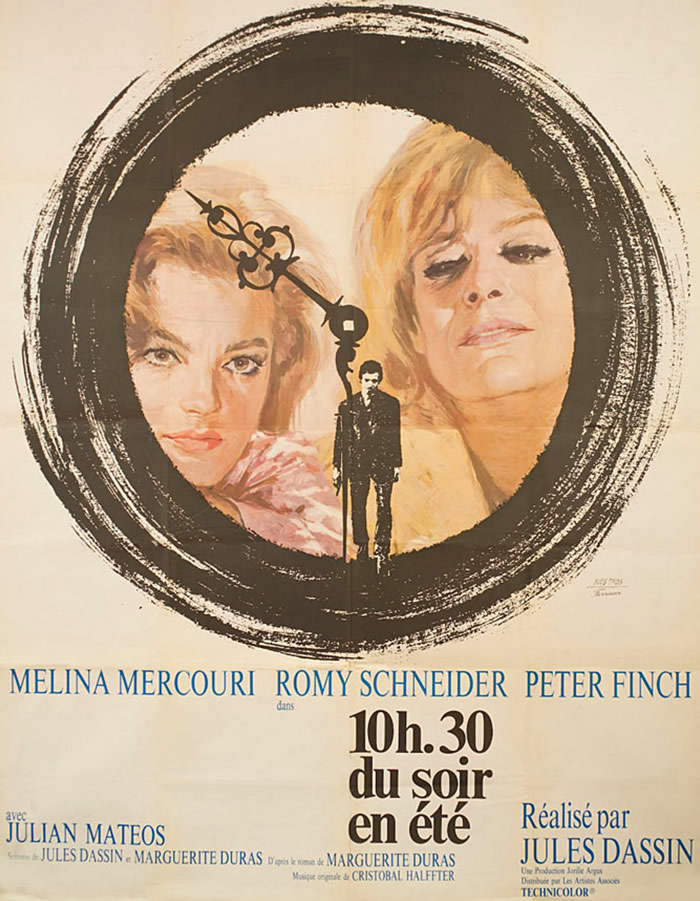 MELINA MERCOURI ROMY SCHNEIDER PETER FINCH
dans
10h.30
du soir
en été
avec
JULIAN MATEOS
Scénario de JULES DASSIN et MARGUERITE DURAS
D'après le roman de MARGUERITE DURAS
Musique originale de CRISTOBAL HALFFTER
Réalisé par
JULES DASSIN
Une Production Jorilie Argus
Distribuée par Les Artistes Associés
TECHNICOLOR®